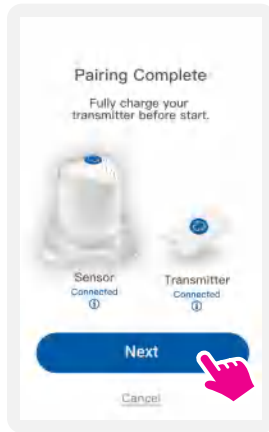 Pairing Complete
Fully charge your
transmitter before start.
Sensor
Transmitter
Connected
Connected
Next
Cancel